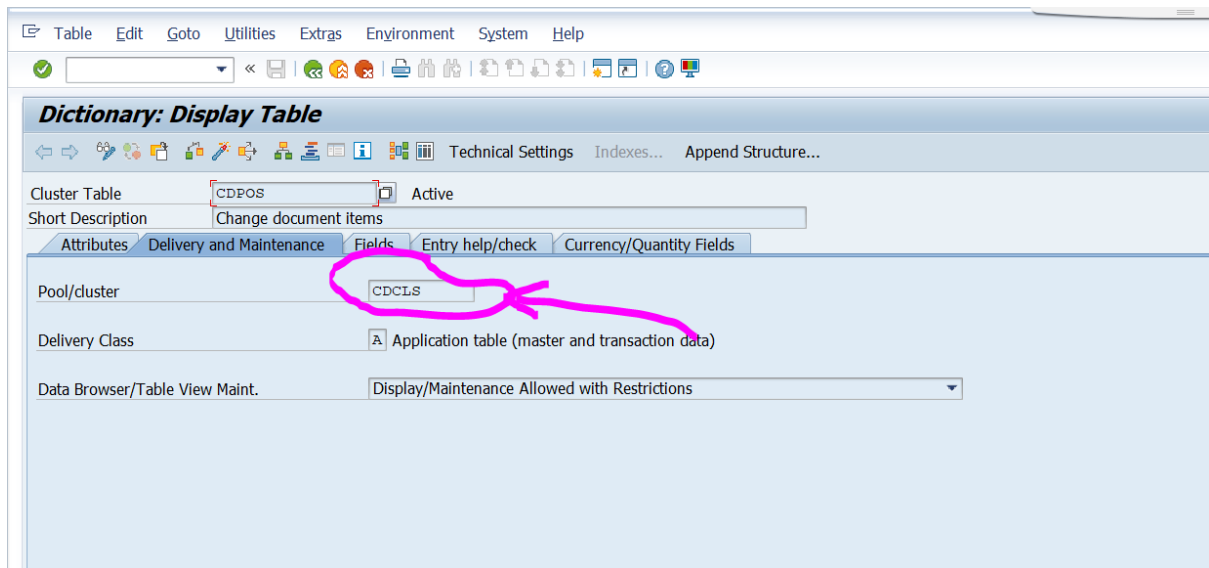 Table Edit Goto Utilities Extras Environment System Help
Dictionary: Display Table
Technical Settings Indexes... Append Structure...
Cluster Table CDPOS Active
Short Description Change document items
Attributes Delivery and Maintenance Fields Entry help/check Currency/Quantity Fields
Pool/cluster CDCLS
Delivery Class A Application table (master and transaction data)
Data Browser/Table View Maint. Display/Maintenance Allowed with Restrictions